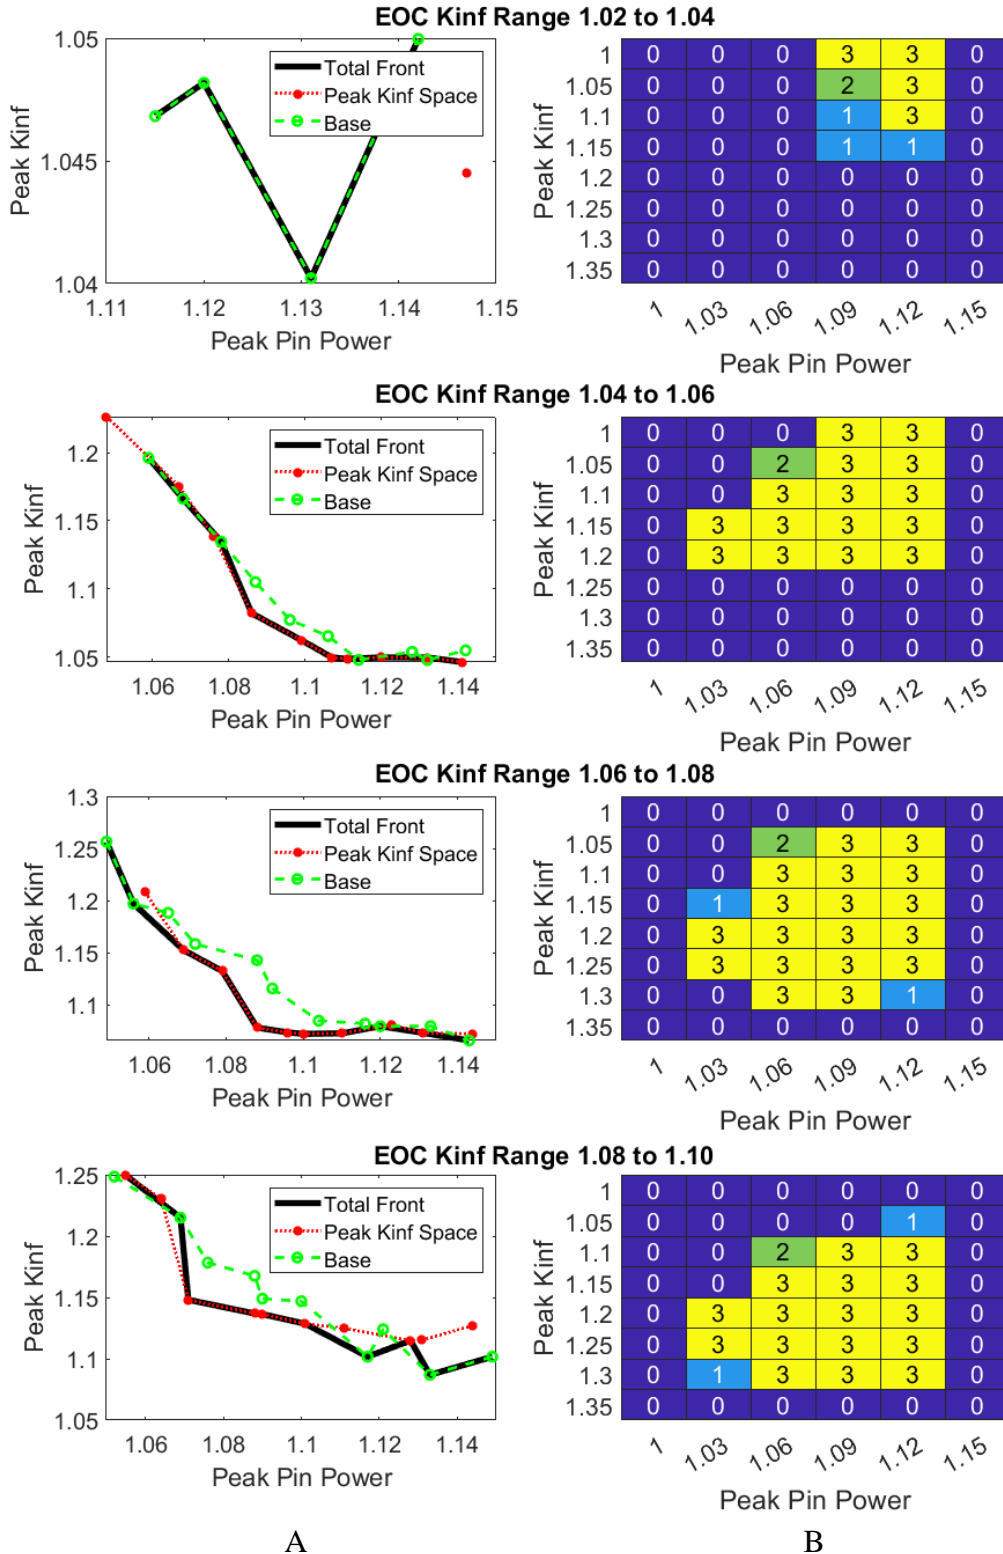 EOC Kinf Range 1.02 to 1.04
1.05
1.045
1.04
Peak Kinf
Total Front
Peak Kinf Space
Base
1.11 1.12 1.13 1.14 1.15
Peak Pin Power
Peak Kinf
1 0 0 0 3 3 0
1.05 0 0 0 2 3 0
1.1 0 0 0 1 3 0
1.15 0 0 0 1 1 0
1.2 0 0 0 0 0 0
1.25 0 0 0 0 0 0
1.3 0 0 0 0 0 0
1.35 0 0 0 0 0 0
1 1.03 1.06 1.09 1.12 1.15
Peak Pin Power
EOC Kinf Range 1.04 to 1.06
1.2
1.15
1.1
1.05
Peak Kinf
Total Front
Peak Kinf Space
Base
1.06 1.08 1.1 1.12 1.14
Peak Pin Power
Peak Kinf
1 0 0 0 3 3 0
1.05 0 0 2 3 3 0
1.1 0 0 3 3 3 0
1.15 0 3 3 3 3 0
1.2 0 3 3 3 3 0
1.25 0 0 0 0 0 0
1.3 0 0 0 0 0 0
1.35 0 0 0 0 0 0
1 1.03 1.06 1.09 1.12 1.15
Peak Pin Power
EOC Kinf Range 1.06 to 1.08
1.3
1.25
1.2
1.15
1.1
Peak Kinf
Total Front
Peak Kinf Space
Base
1.06 1.08 1.1 1.12 1.14
Peak Pin Power
Peak Kinf
1 0 0 0 0 0 0
1.05 0 0 2 3 3 0
1.1 0 0 3 3 3 0
1.15 0 1 3 3 3 0
1.2 0 3 3 3 3 0
1.25 0 3 3 3 3 0
1.3 0 0 3 3 1 0
1.35 0 0 0 0 0 0
1 1.03 1.06 1.09 1.12 1.15
Peak Pin Power
EOC Kinf Range 1.08 to 1.10
1.25
1.2
1.15
1.1
1.05
Peak Kinf
Total Front
Peak Kinf Space
Base
1.06 1.08 1.1 1.12 1.14
Peak Pin Power
Peak Kinf
1 0 0 0 0 0 0
1.05 0 0 0 0 1 0
1.1 0 0 2 3 3 0
1.15 0 0 3 3 3 0
1.2 0 3 3 3 3 0
1.25 0 3 3 3 3 0
1.3 0 1 3 3 3 0
1.35 0 0 0 0 0 0
1 1.03 1.06 1.09 1.12 1.15
Peak Pin Power
A B